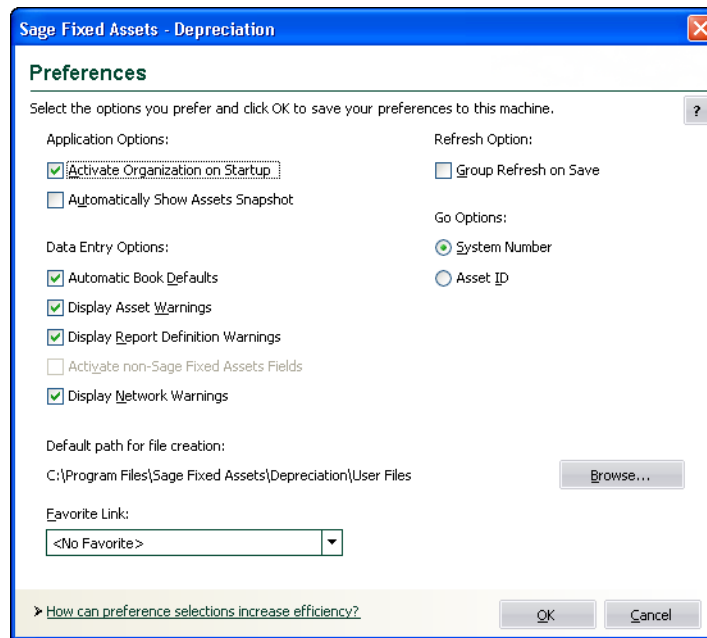 Sage Fixed Assets - Depreciation
Preferences
Select the options you prefer and click OK to save your preferences to this machine.
?
Application Options:
Activate Organization on Startup
Automatically Show Assets Snapshot
Refresh Option:
Group Refresh on Save
Go Options:
System Number
Asset ID
Data Entry Options:
Automatic Book Defaults
Display Asset Warnings
Display Report Definition Warnings
Activate non-Sage Fixed Assets Fields
Display Network Warnings
Default path for file creation:
C:\Program Files\Sage Fixed Assets\Depreciation\User Files
Browse...
Favorite Link:
<No Favorite>
How can preference selections increase efficiency?
OK
Cancel